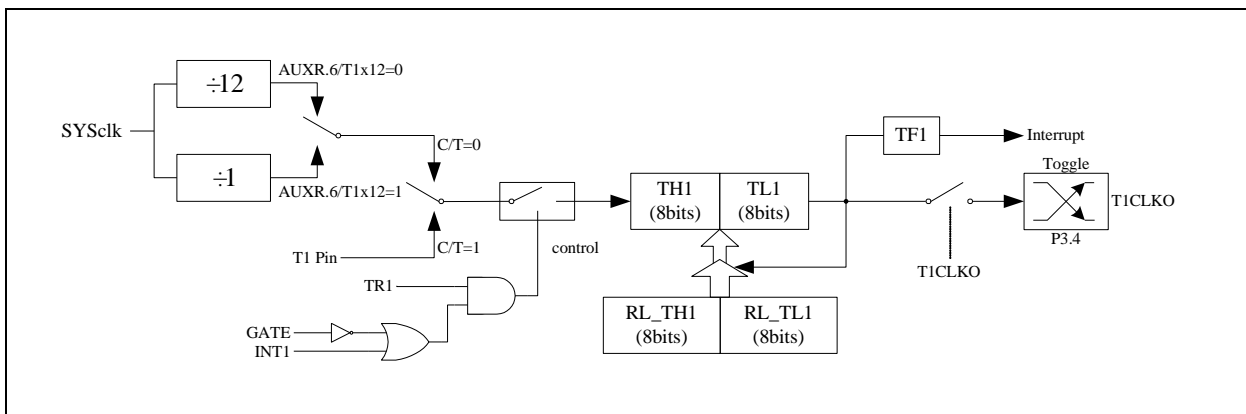 ÷12
AUXR.6/T1x12=0
SYSclk
÷1
AUXR.6/T1x12=1
C/T=0
T1 Pin
C/T=1
control
TR1
GATE
INT1
TH1
(8bits)
TL1
(8bits)
RL_TH1
(8bits)
RL_TL1
(8bits)
TF1
Interrupt
Toggle
T1CLKO
P3.4
T1CLKO